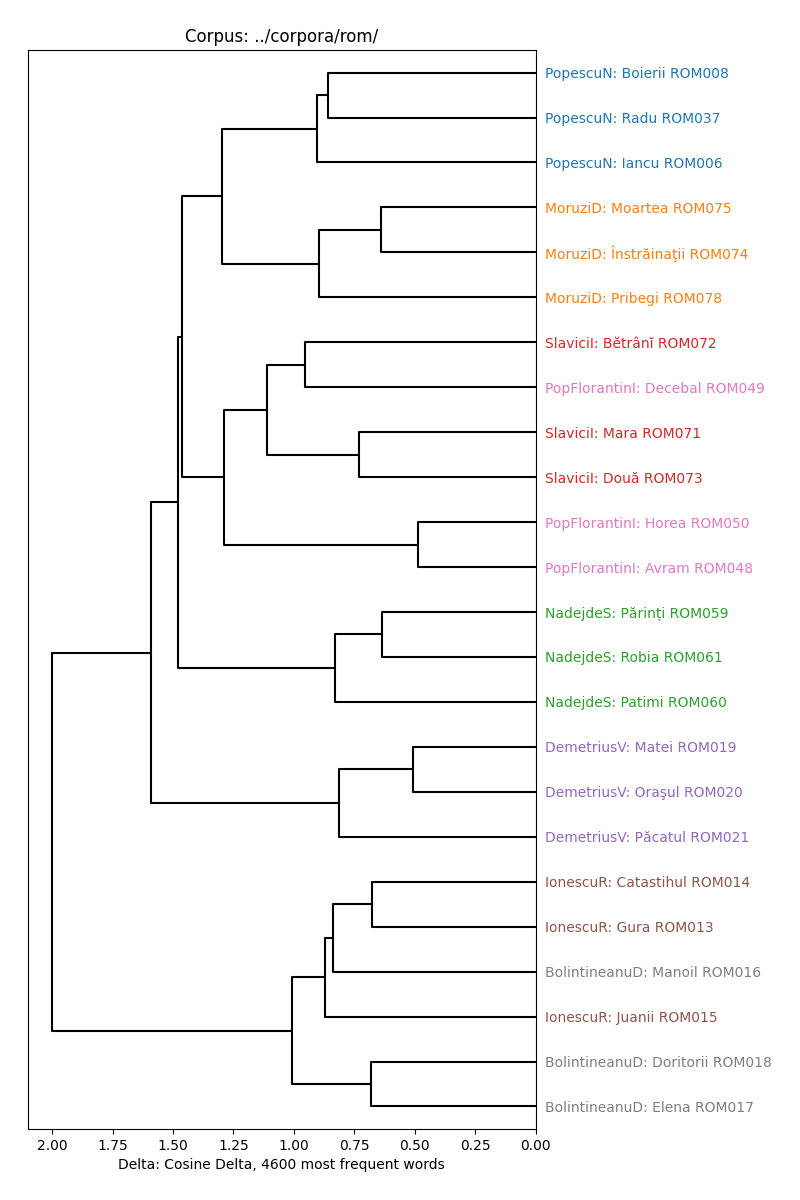 Corpus: ../corpora/rom/
PopescuN: Boierii ROM008
PopescuN: Radu ROM037
PopescuN: Iancu ROM006
MoruziD: Moartea ROM075
MoruziD: Înstrăinaţii ROM074
MoruziD: Pribegi ROM078
SlaviciI: Bětrânĭ ROM072
PopFlorantinI: Decebal ROM049
SlaviciI: Mara ROM071
SlaviciI: Două ROM073
PopFlorantinI: Horea ROM050
PopFlorantinI: Avram ROM048
NadejdeS: Părinți ROM059
NadejdeS: Robia ROM061
NadejdeS: Patimi ROM060
DemetriusV: Matei ROM019
DemetriusV: Oraşul ROM020
DemetriusV: Păcatul ROM021
IonescuR: Catastihul ROM014
IonescuR: Gura ROM013
BolintineanuD: Manoil ROM016
IonescuR: Juanii ROM015
BolintineanuD: Doritorii ROM018
BolintineanuD: Elena ROM017
2.00 1.75 1.50 1.25 1.00 0.75 0.50 0.25 0.00
Delta: Cosine Delta, 4600 most frequent words